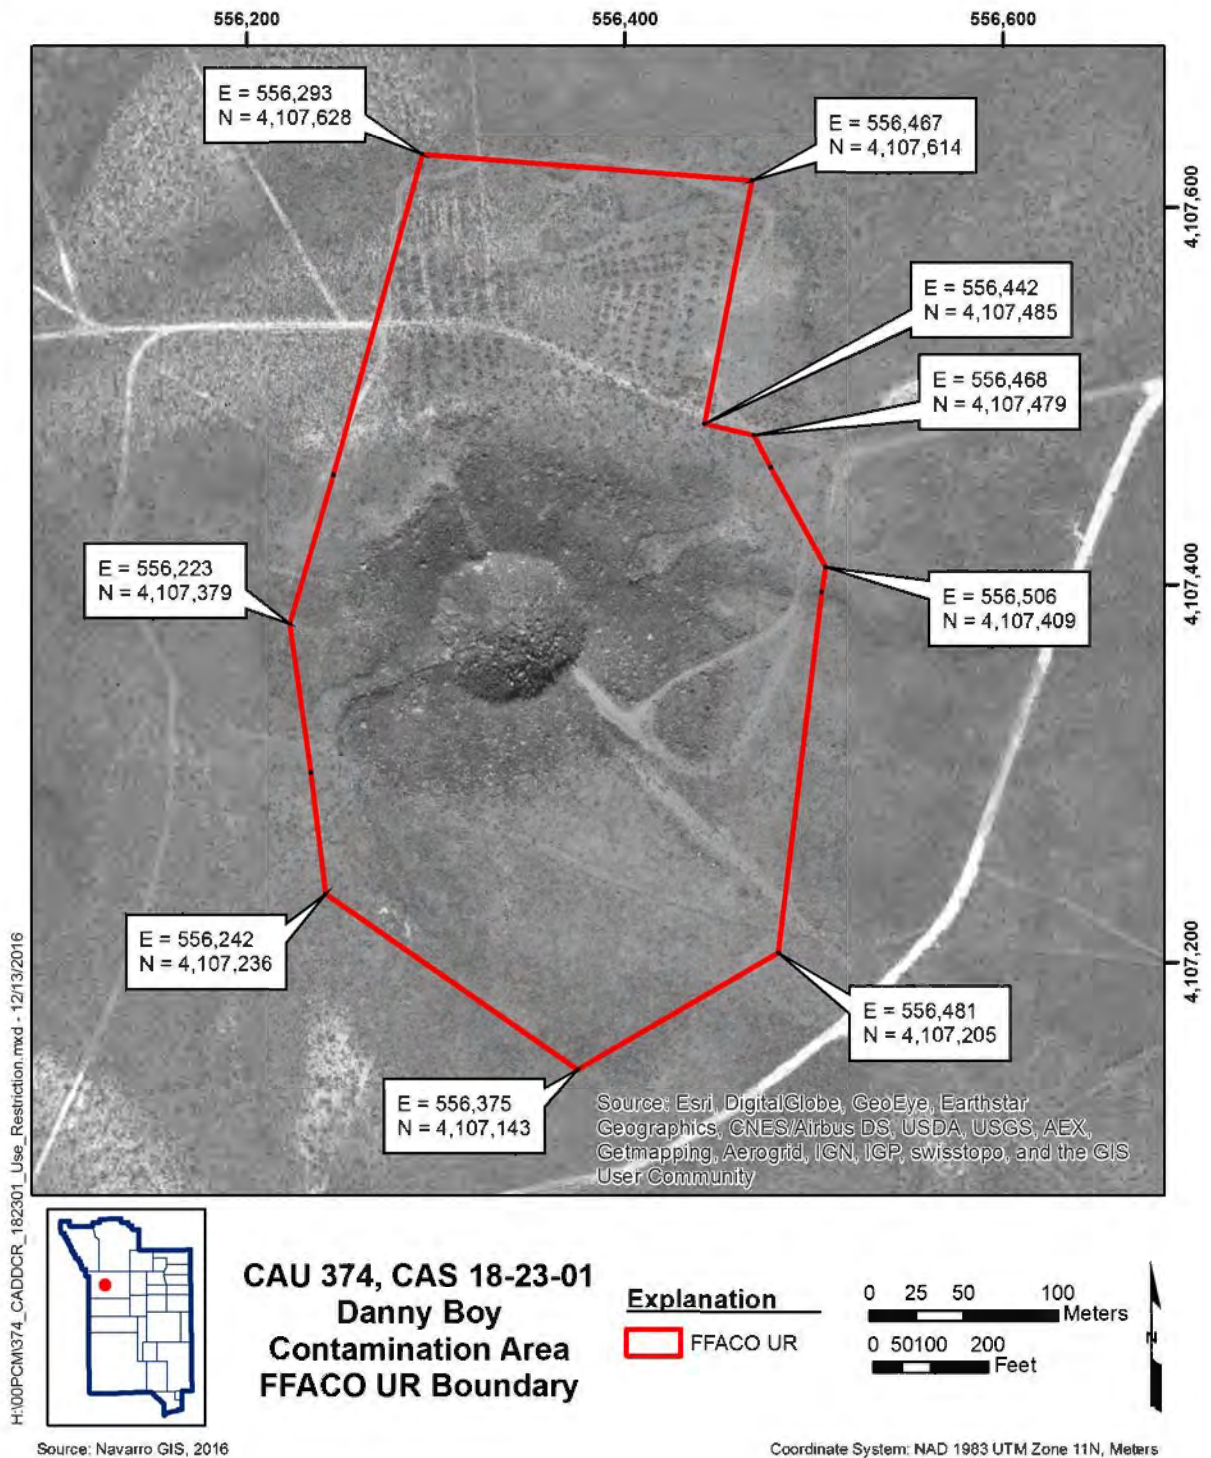 556,200
556,400
556,600
E = 556,293
N = 4,107,628
E = 556,467
N = 4,107,614
4,107,600
E = 556,442
N = 4,107,485
E = 556,468
N = 4,107,479
E = 556,223
N = 4,107,379
4,107,400
E = 556,506
N = 4,107,409
E = 556,242
N = 4,107,236
4,107,200
E = 556,481
N = 4,107,205
E = 556,375
N = 4,107,143
Source: Esri, DigitalGlobe, GeoEye, Earthstar
Geographics, CNES/Airbus DS, USDA, USGS, AEX,
Getmapping, Aerogrid, IGN, IGP, swisstopo, and the GIS
User Community
H:\00PCM\374_CADDCR_182301_Use_Restriction.mxd - 12/13/2016
CAU 374, CAS 18-23-01
Danny Boy
Contamination Area
FFACO UR Boundary
Explanation
FFACO UR
0 25 50 100
Meters
0 50 100 200
Feet
N
Source: Navarro GIS, 2016
Coordinate System: NAD 1983 UTM Zone 11N, Meters